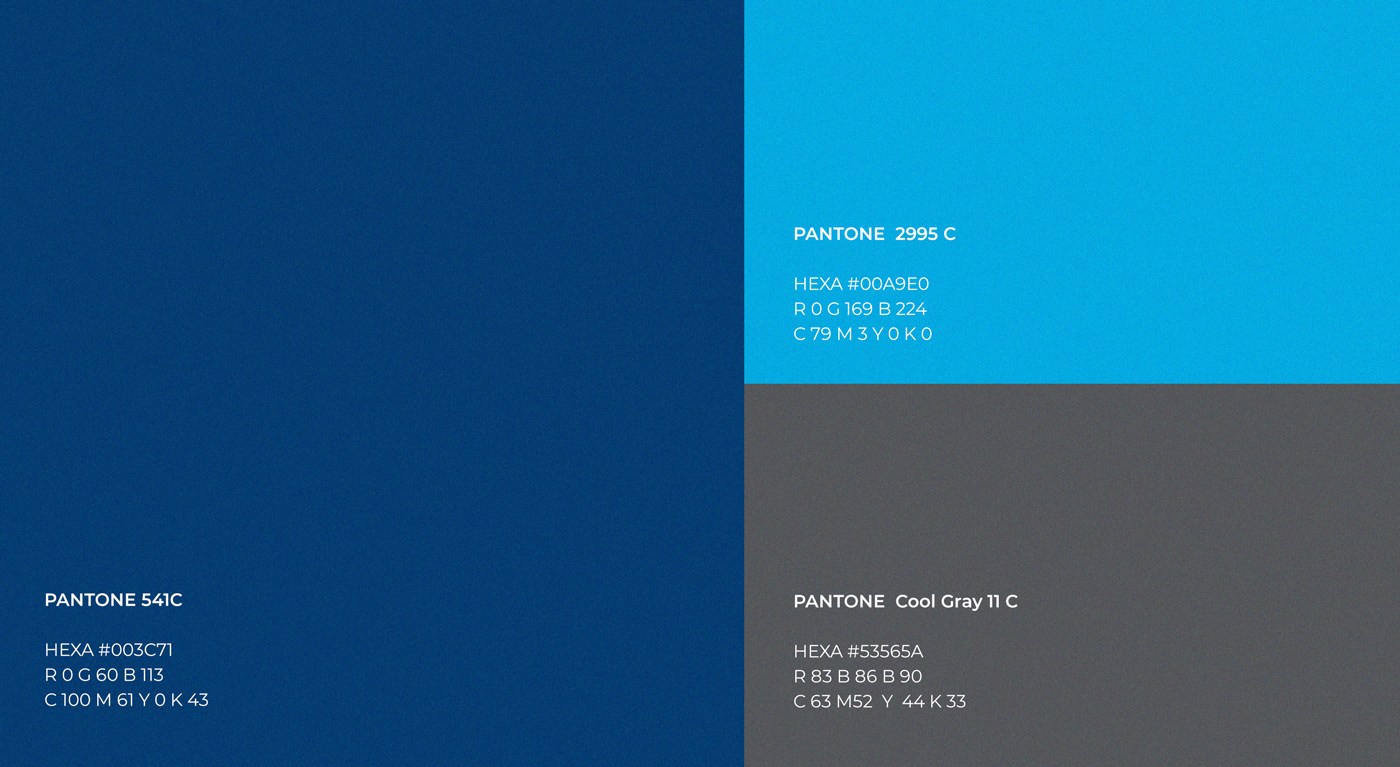 PANTONE 541C
HEXA #003C71
R 0 G 60 B 113
C 100 M 61 Y 0 K 43
PANTONE 2995 C
HEXA #00A9E0
R 0 G 169 B 224
C 79 M 3 Y 0 K 0
PANTONE Cool Gray 11 C
HEXA #53565A
R 83 B 86 B 90
C 63 M52 Y 44 K 33